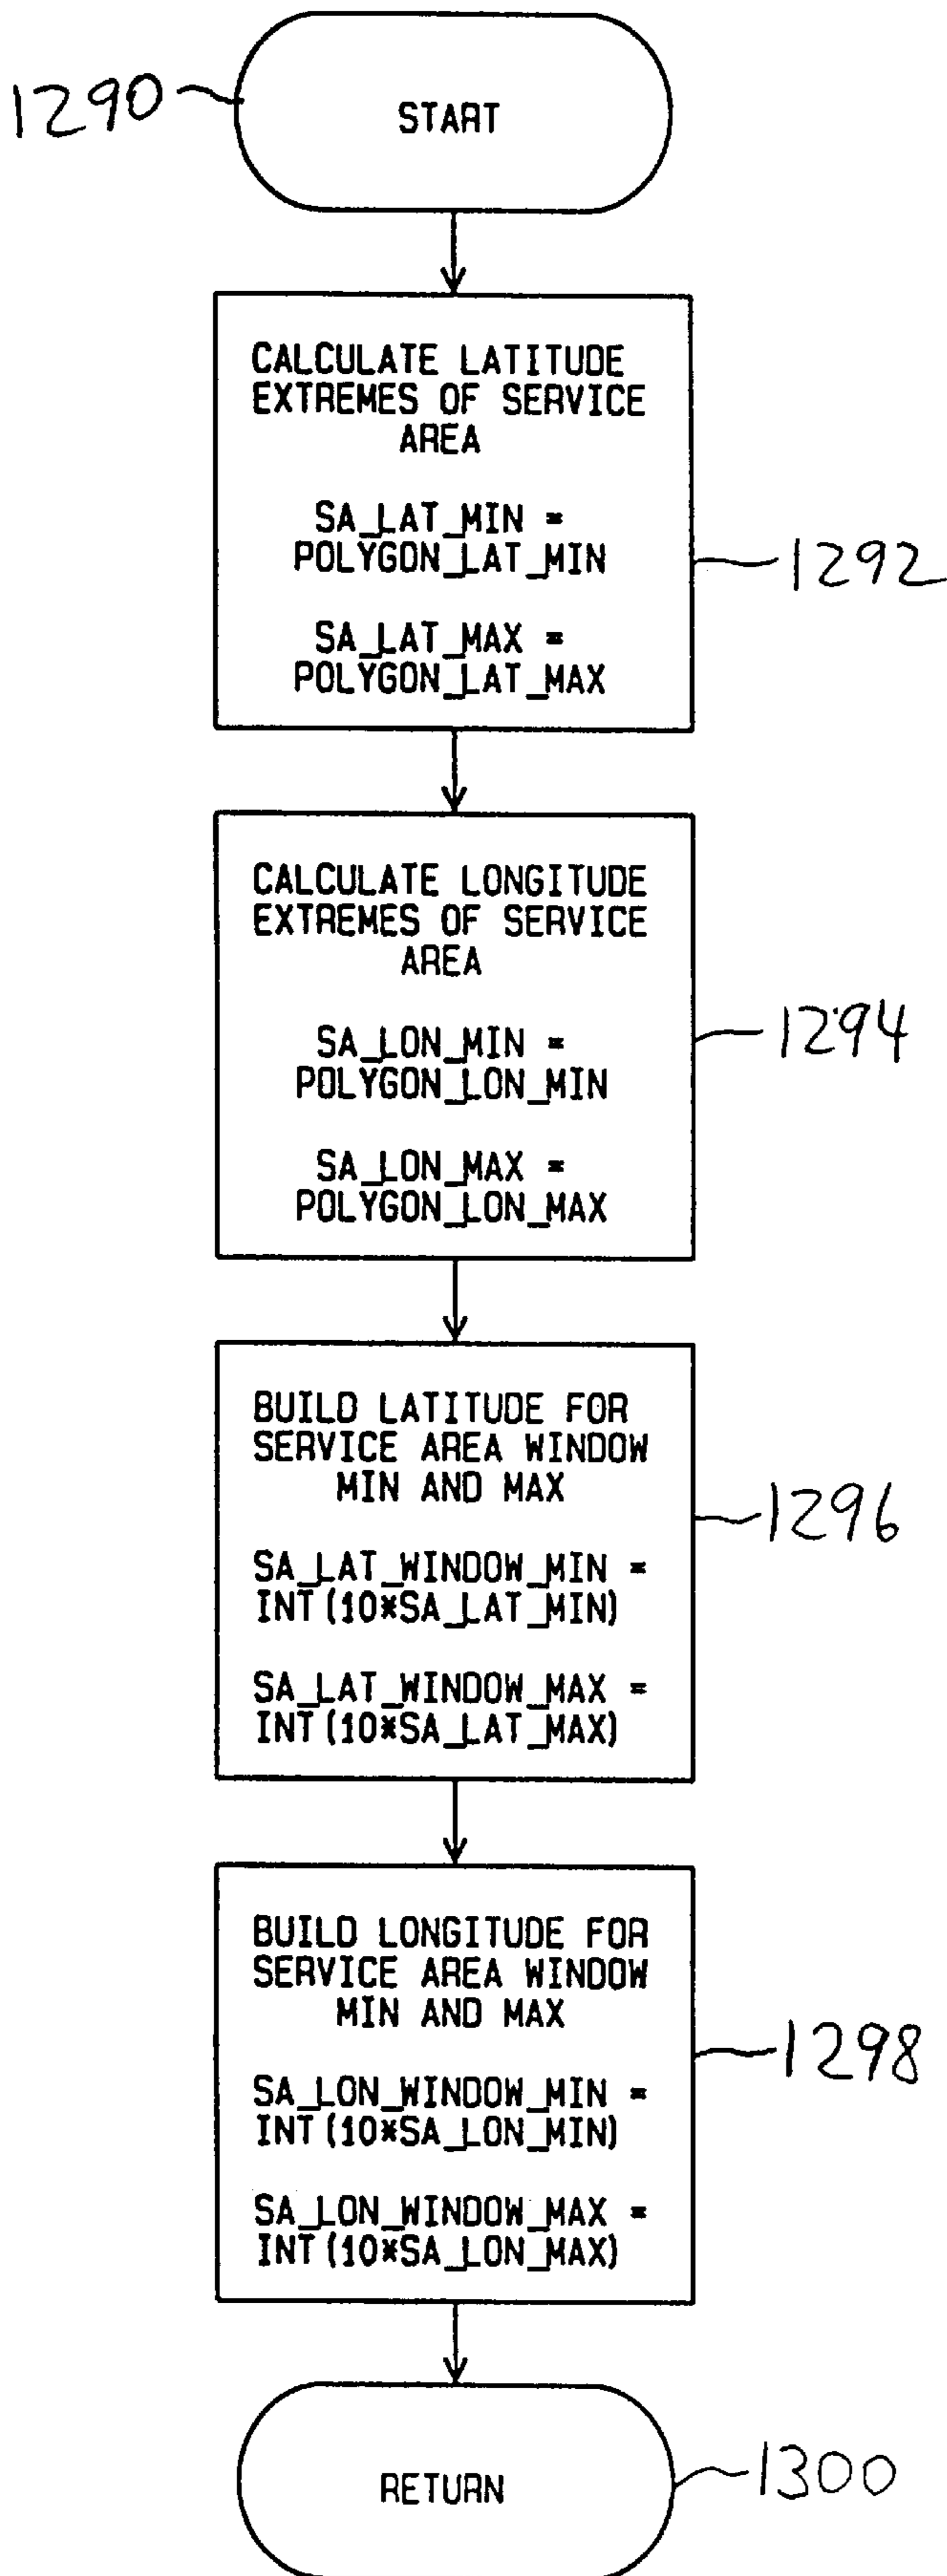 1290
START
CALCULATE LATITUDE
EXTREMES OF SERVICE
AREA
SA_LAT_MIN =
POLYGON_LAT_MIN
SA_LAT_MAX =
POLYGON_LAT_MAX
1292
CALCULATE LONGITUDE
EXTREMES OF SERVICE
AREA
SA_LON_MIN =
POLYGON_LON_MIN
SA_LON_MAX =
POLYGON_LON_MAX
1294
BUILD LATITUDE FOR
SERVICE AREA WINDOW
MIN AND MAX
SA_LAT_WINDOW_MIN =
INT(10*SA_LAT_MIN)
SA_LAT_WINDOW_MAX =
INT(10*SA_LAT_MAX)
1296
BUILD LONGITUDE FOR
SERVICE AREA WINDOW
MIN AND MAX
SA_LON_WINDOW_MIN =
INT(10*SA_LON_MIN)
SA_LON_WINDOW_MAX =
INT(10*SA_LON_MAX)
1298
RETURN
1300